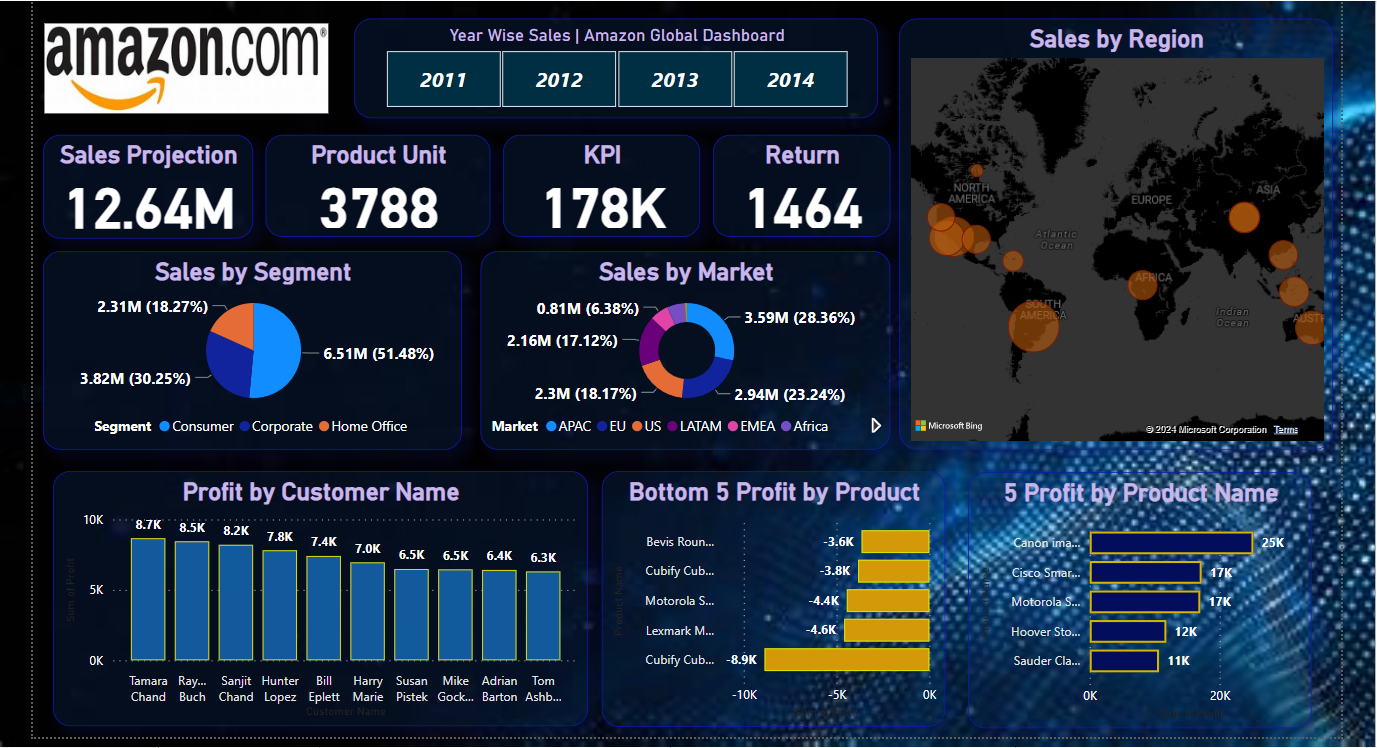 amazon.com®
Year Wise Sales | Amazon Global Dashboard
2011 2012 2013 2014
Sales by Region
NORTH
AMERICA
EUROPE
ASIA
Atlantic
Ocean
AFRICA
SOUTH
AMERICA
Indian
Ocean
AUST
Microsoft Bing
© 2024 Microsoft Corporation Terms
Sales Projection
12.64M
Product Unit
3788
KPI
178K
Return
1464
Sales by Segment
2.31M (18.27%)
6.51M (51.48%)
3.82M (30.25%)
Segment Consumer Corporate Home Office
Sales by Market
0.81M (6.38%)
3.59M (28.36%)
2.16M (17.12%)
2.3M (18.17%)
2.94M (23.24%)
Market APAC EU US LATAM EMEA Africa
Profit by Customer Name
Sum of Profit
10K
5K
0K
8.7K 8.5K 8.2K 7.8K 7.4K 7.0K 6.5K 6.5K 6.4K 6.3K
Tamara Ray... Sanjit Hunter Bill Harry Susan Mike Adrian Tom
Chand Buch Chand Lopez Eplett Marie Pistek Gock... Barton Ashb...
Customer Name
Bottom 5 Profit by Product
Product Name
Bevis Roun... -3.6K
Cubify Cub... -3.8K
Motorola S... -4.4K
Lexmark M... -4.6K
Cubify Cub... -8.9K
-10K -5K 0K
5 Profit by Product Name
Canon ima... 25K
Cisco Smar... 17K
Motorola S... 17K
Hoover Sto... 12K
Sauder Cla... 11K
0K 20K